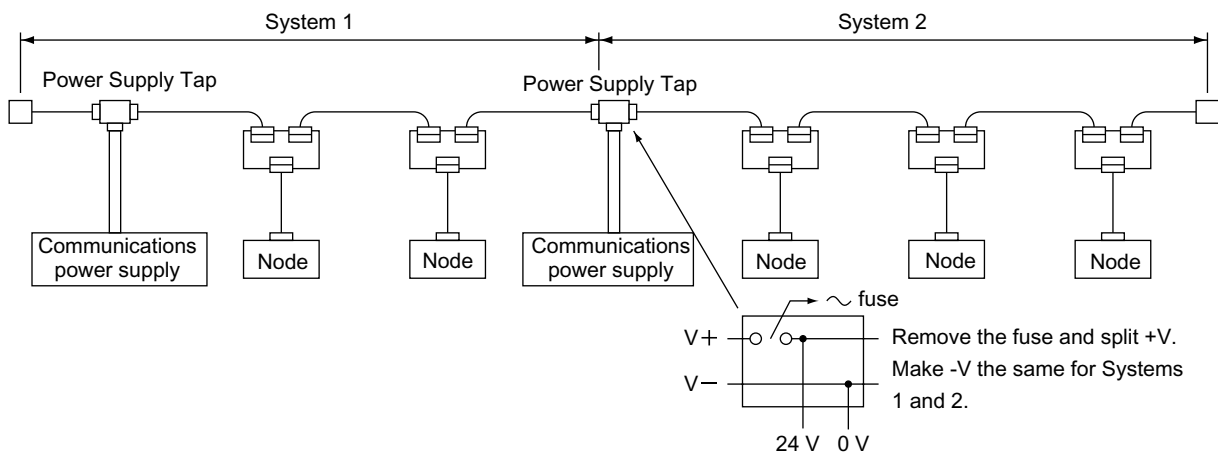 System 1
System 2
Power Supply Tap
Power Supply Tap
Communications
power supply
Node
Node
Communications
power supply
Node
Node
Node
fuse
V+
Remove the fuse and split +V.
Make -V the same for Systems
V−
1 and 2.
24 V
0 V